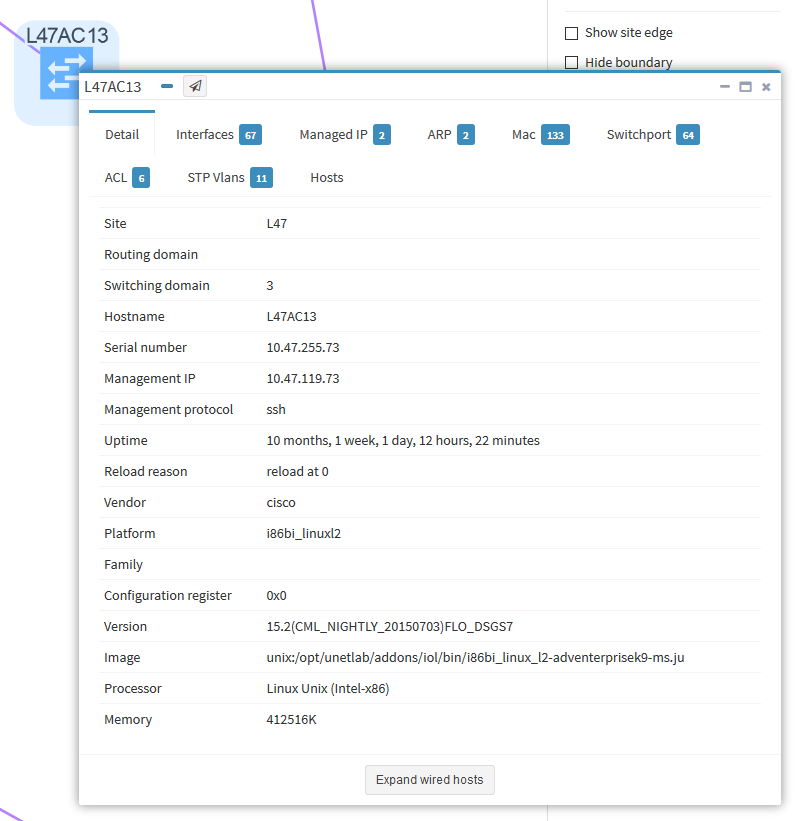 L47AC13
Show site edge
Hide boundary
L47AC13
Detail Interfaces 67 Managed IP 2 ARP 2 Mac 133 Switchport 64
ACL 6 STP Vlans 11 Hosts
Site L47
Routing domain
Switching domain 3
Hostname L47AC13
Serial number 10.47.255.73
Management IP 10.47.119.73
Management protocol ssh
Uptime 10 months, 1 week, 1 day, 12 hours, 22 minutes
Reload reason reload at 0
Vendor cisco
Platform i86bi_linuxl2
Family
Configuration register 0x0
Version 15.2(CML_NIGHTLY_20150703)FLO_DSGS7
Image unix:/opt/unetlab/addons/iol/bin/i86bi_linux_l2-adventerprisek9-ms.ju
Processor Linux Unix (Intel-x86)
Memory 412516K
Expand wired hosts